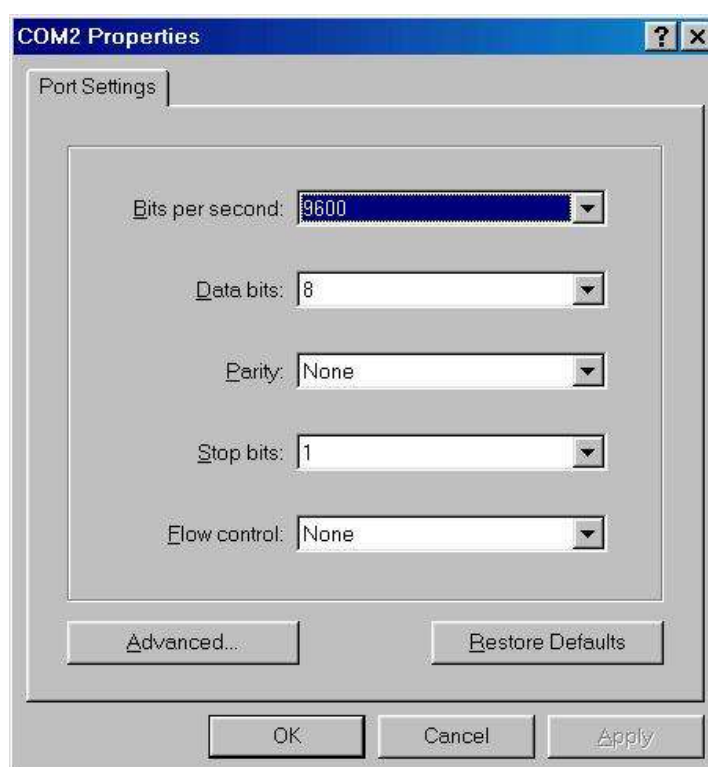 COM2 Properties
Port Settings
Bits per second: 9600
Data bits: 8
Parity: None
Stop bits: 1
Flow control: None
Advanced... Restore Defaults
OK Cancel Apply